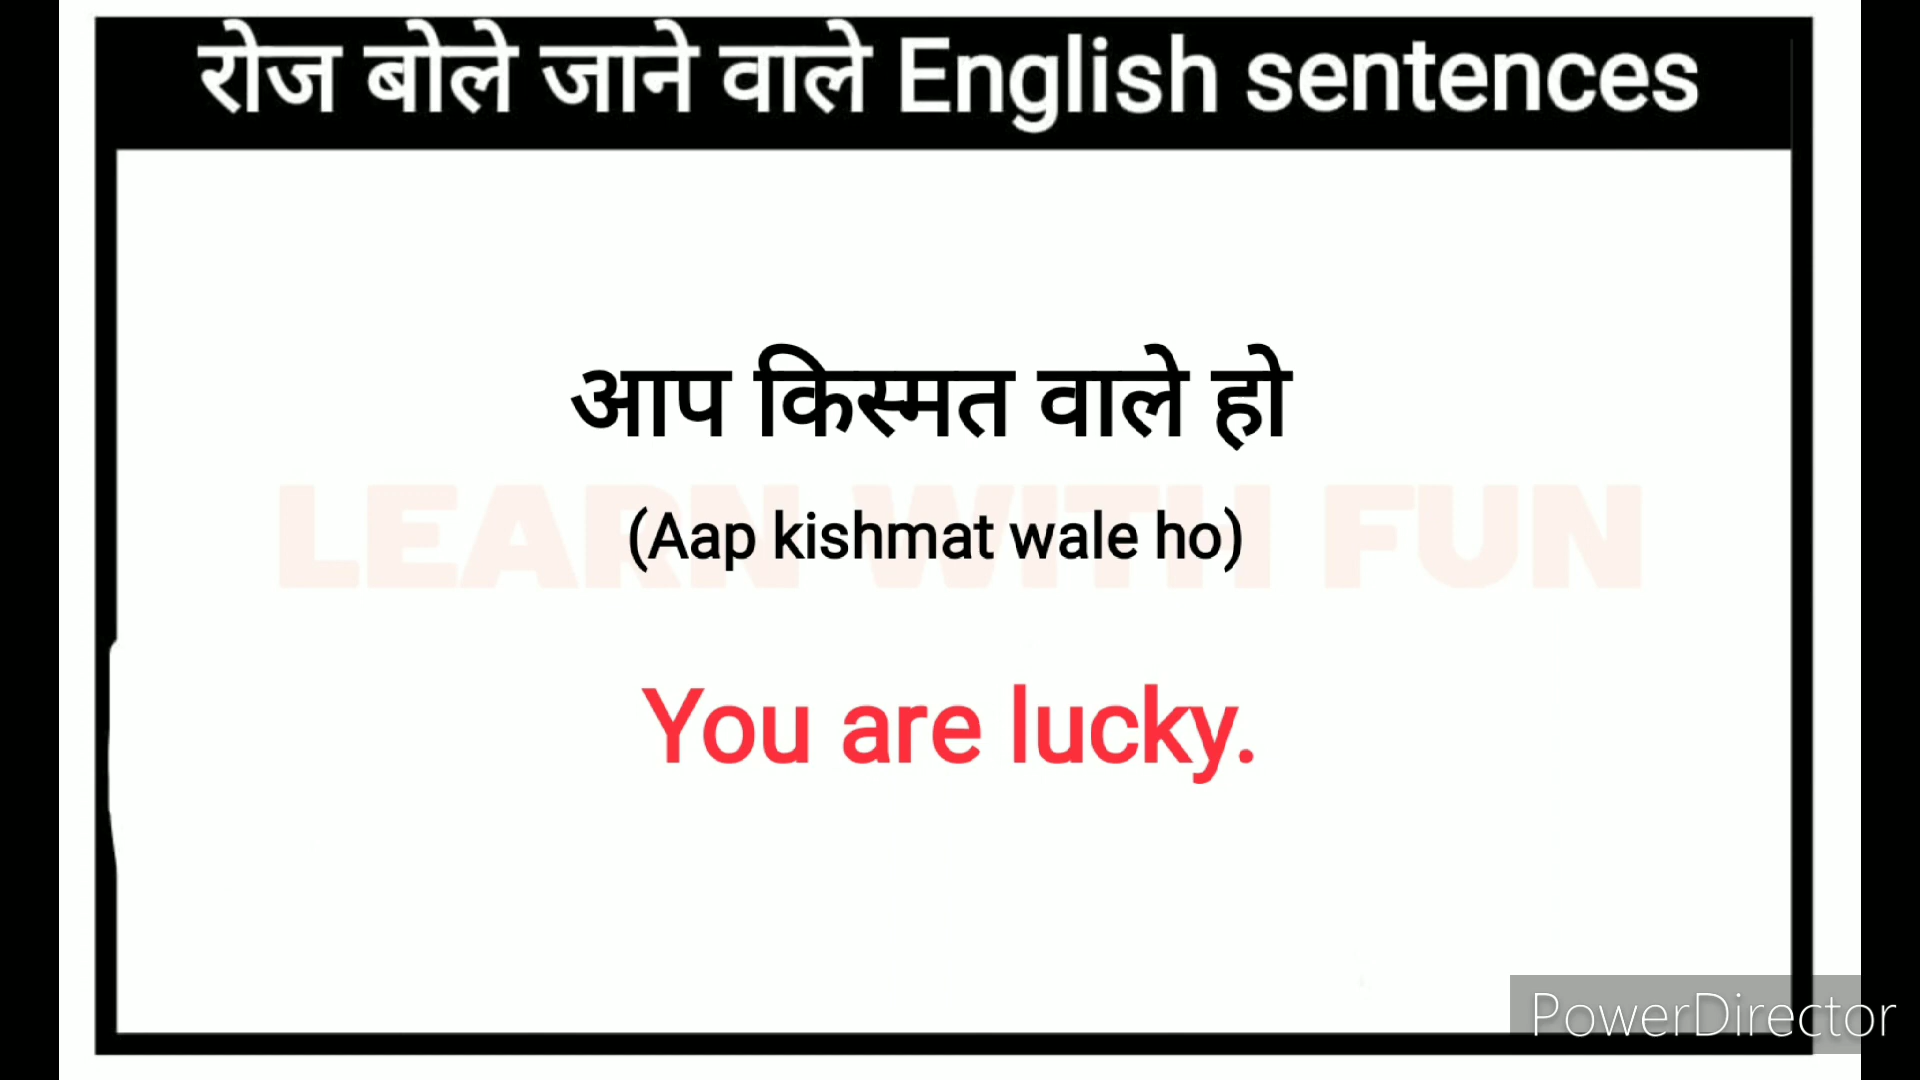 रोज बोले जाने वाले English sentences
आप किस्मत वाले हो
LEARN WITH FUN
(Aap kishmat wale ho)
You are lucky.
PowerDirector